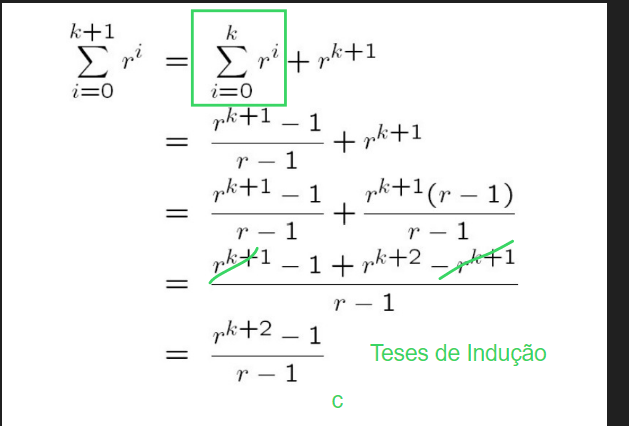 \sum_{i=0}^{k+1} r^i = \sum_{i=0}^{k} r^i + r^{k+1}
= \frac{r^{k+1} - 1}{r - 1} + r^{k+1}
= \frac{r^{k+1} - 1}{r - 1} + \frac{r^{k+1}(r - 1)}{r - 1}
= \frac{r^{k+1} - 1 + r^{k+2} - r^{k+1}}{r - 1}
= \frac{r^{k+2} - 1}{r - 1} Teses de Indução
c